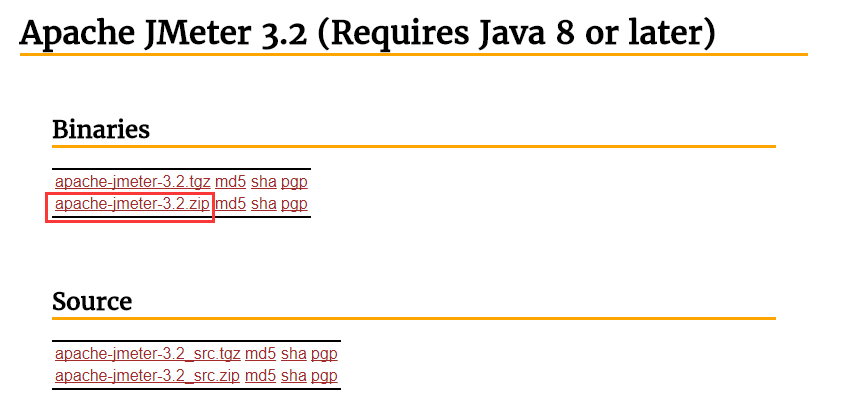 Apache JMeter 3.2 (Requires Java 8 or later)
Binaries
apache-jmeter-3.2.tgz md5 sha pgp
apache-jmeter-3.2.zip md5 sha pgp
Source
apache-jmeter-3.2_src.tgz md5 sha pgp
apache-jmeter-3.2_src.zip md5 sha pgp